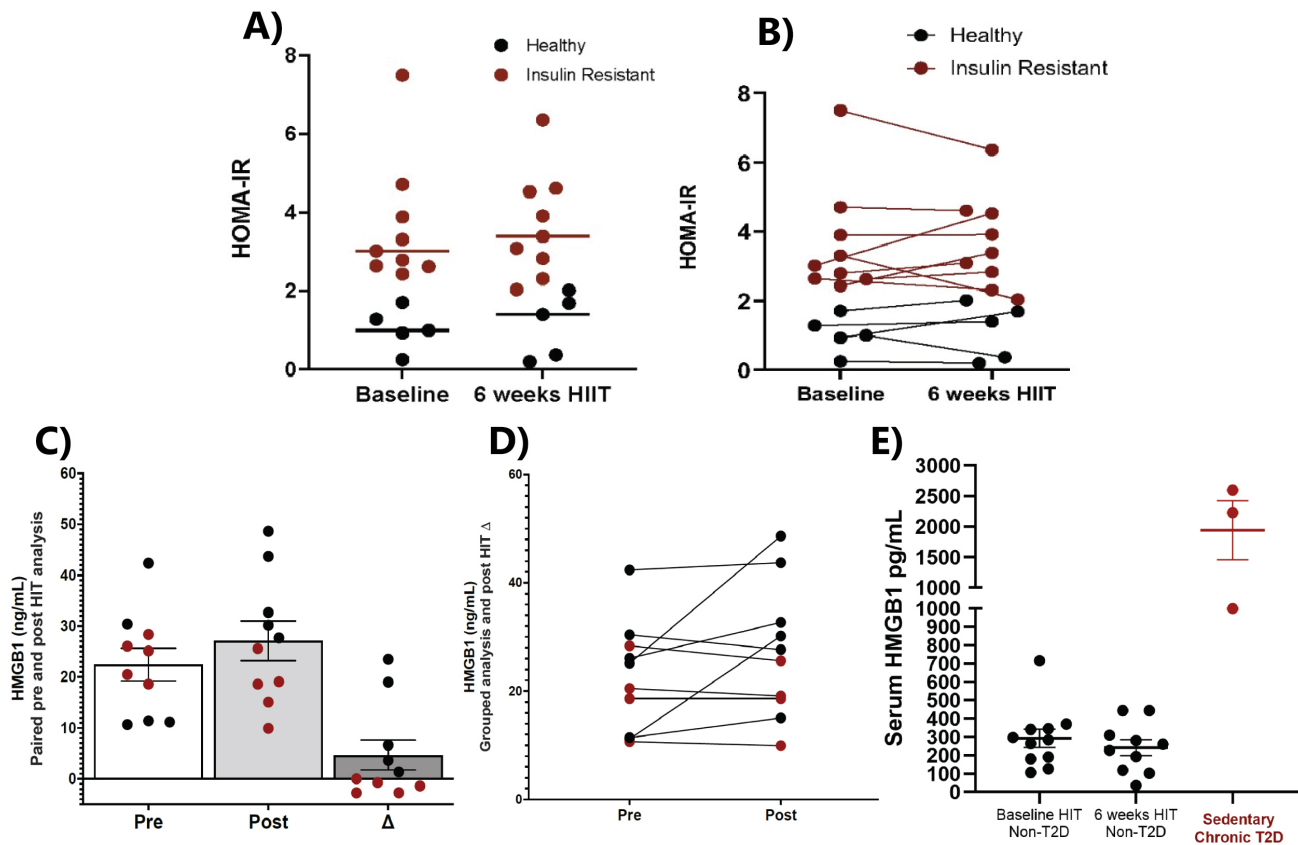 A)
Healthy
Insulin Resistant
HOMA-IR
8
6
4
2
0
Baseline
6 weeks HIIT
B)
Healthy
Insulin Resistant
HOMA-IR
8
6
4
2
0
Baseline
6 weeks HIIT
C)
HMGB1 (ng/mL)
Paired pre and post HIT analysis
60
50
40
30
20
10
0
Pre
Post
Δ
D)
HMGB1 (ng/mL)
Grouped analysis and post HIT Δ
60
40
20
0
Pre
Post
E)
Serum HMGB1 pg/mL
3000
2500
2000
1500
1000
1000
900
800
700
600
500
400
300
200
100
0
Baseline HIT
Non-T2D
6 weeks HIT
Non-T2D
Sedentary
Chronic T2D